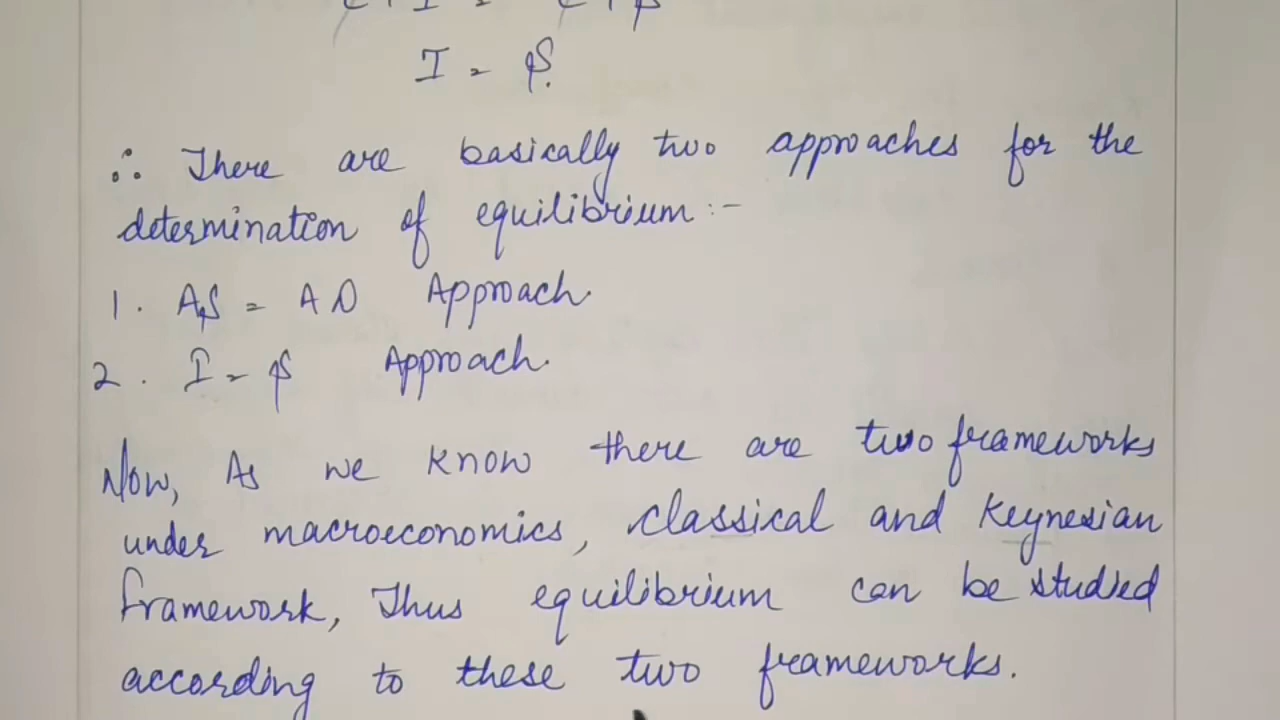 C + I = C + S
I = S.
∴ There are basically two approaches for the
determination of equilibrium :-
1. AS = AD Approach.
2. I = S Approach.
Now, As we know there are two frameworks
under macroeconomics, classical and Keynesian
framework, Thus equilibrium can be studied
according to these two frameworks.